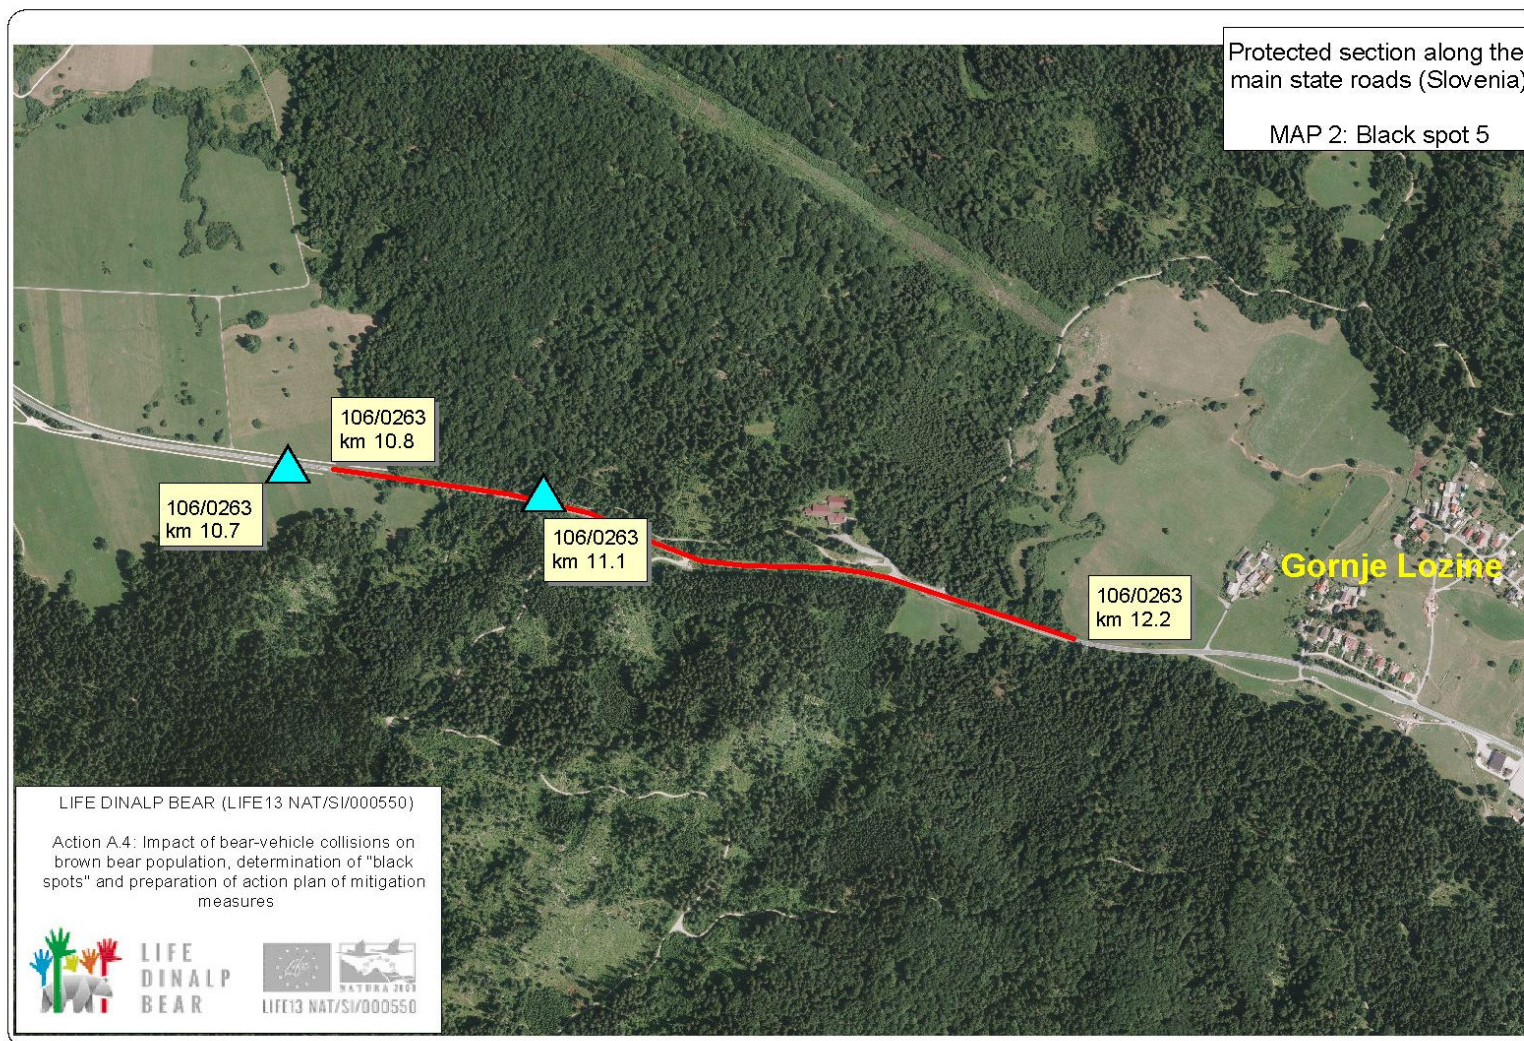 Protected section along the
main state roads (Slovenia)
MAP 2: Black spot 5
106/0263
km 10.8
106/0263
km 10.7
106/0263
km 11.1
106/0263
km 12.2
Gornje Lozine
LIFE DINALP BEAR (LIFE13 NAT/SI/000550)
Action A.4: Impact of bear-vehicle collisions on
brown bear population, determination of "black
spots" and preparation of action plan of mitigation
measures
LIFE
DINALP
BEAR
NATURA 2000
LIFE13 NAT/SI/000550